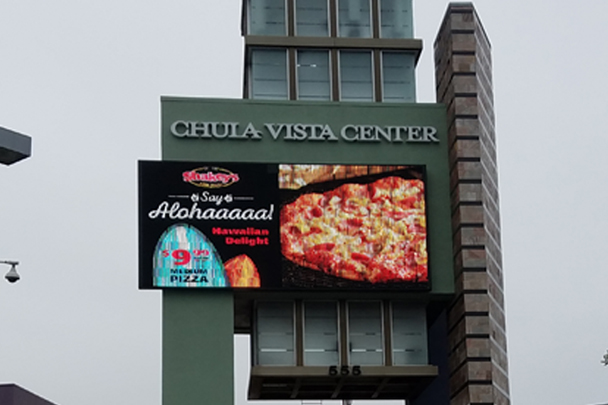 CHULA VISTA CENTER
Shakey's
Say
Alohaaaaa!
Hawaiian
Delight
$9.99
MEDIUM
PIZZA
555